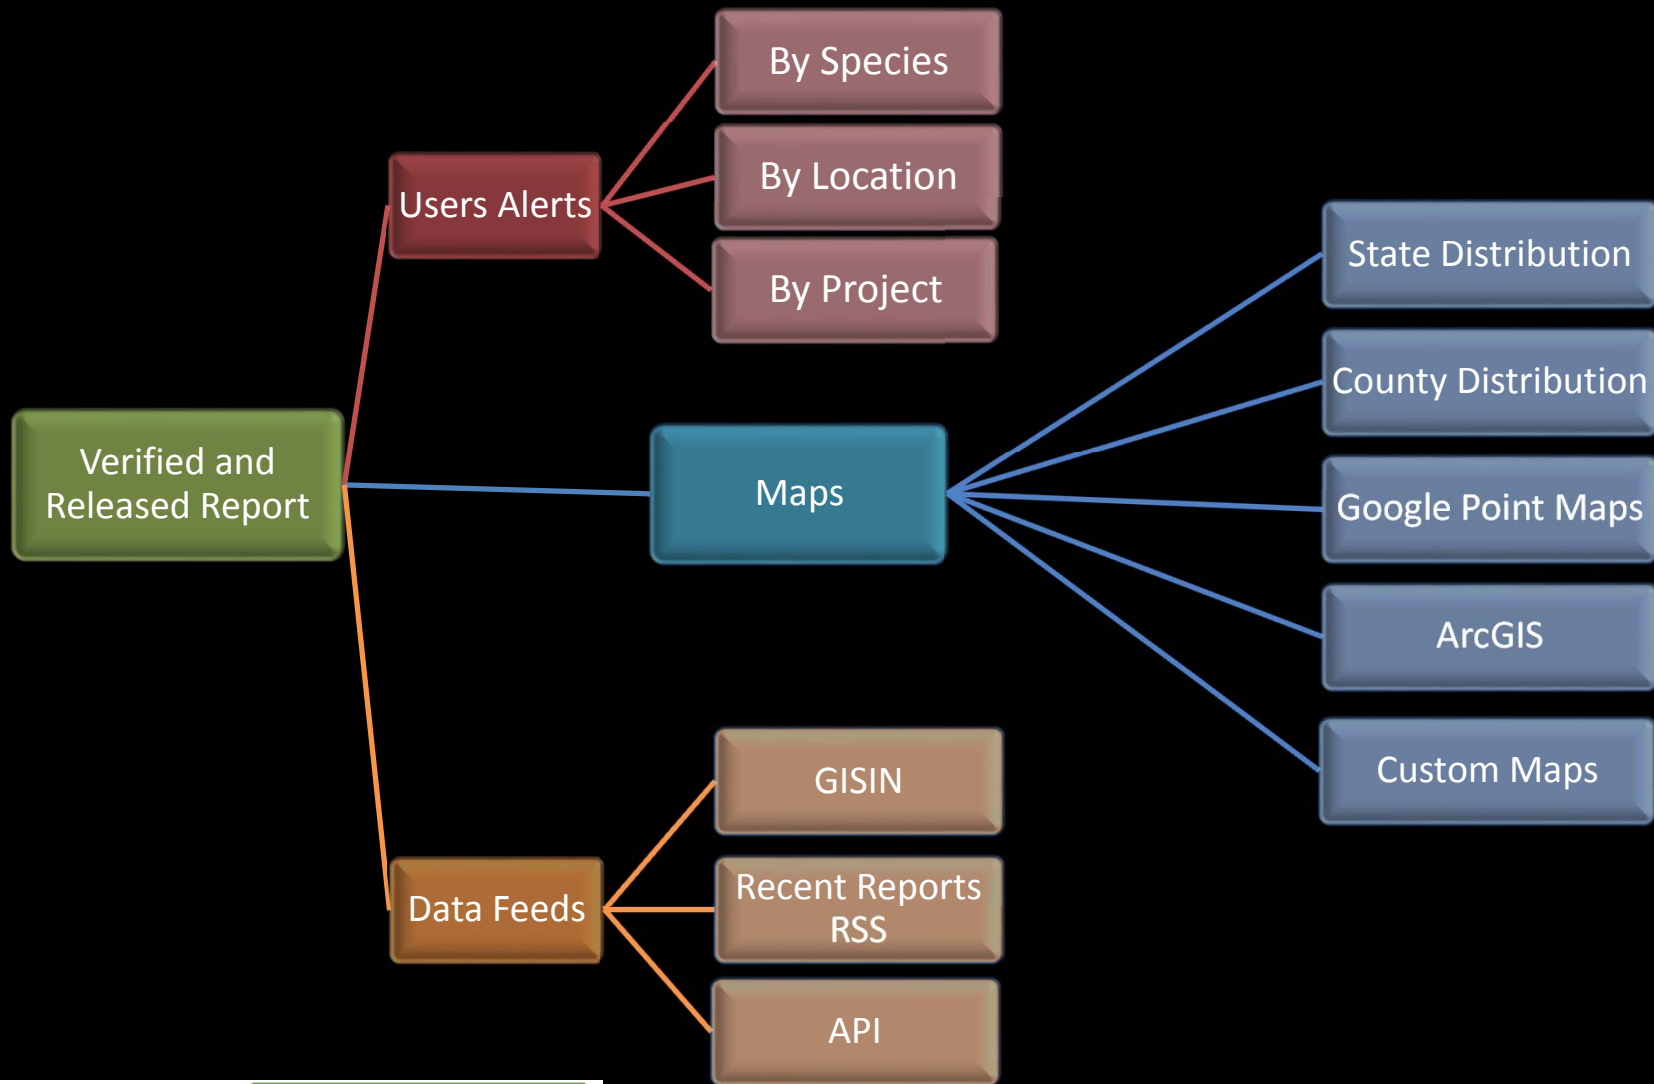 By Species
Users Alerts
By Location
By Project
State Distribution
County Distribution
Verified and
Released Report
Maps
Google Point Maps
ArcGIS
Custom Maps
GISIN
Data Feeds
Recent Reports
RSS
API